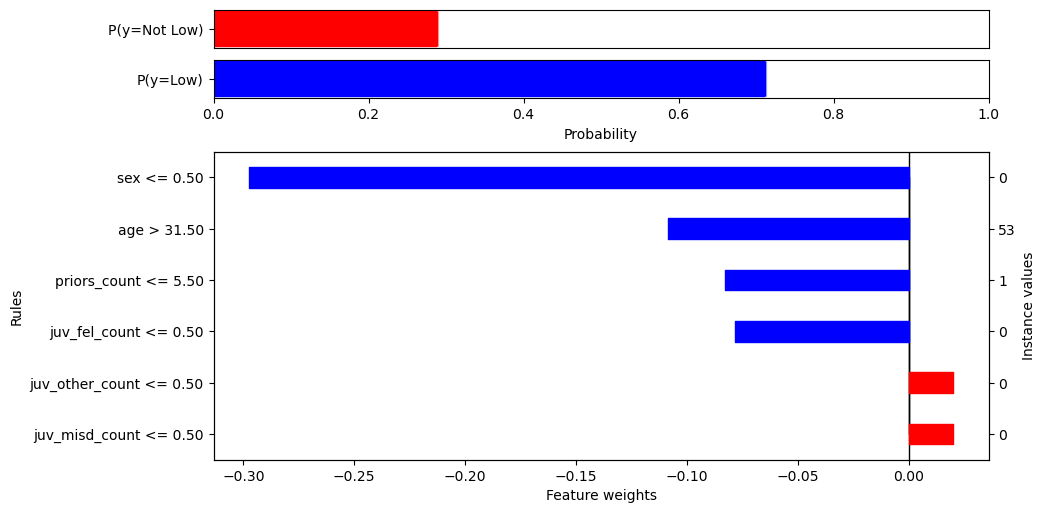 P(y=Not Low)
P(y=Low)
0.0 0.2 0.4 0.6 0.8 1.0
Probability
sex <= 0.50 0
age > 31.50 53
priors_count <= 5.50 1
juv_fel_count <= 0.50 0
juv_other_count <= 0.50 0
juv_misd_count <= 0.50 0
Rules
Instance values
−0.30 −0.25 −0.20 −0.15 −0.10 −0.05 0.00
Feature weights